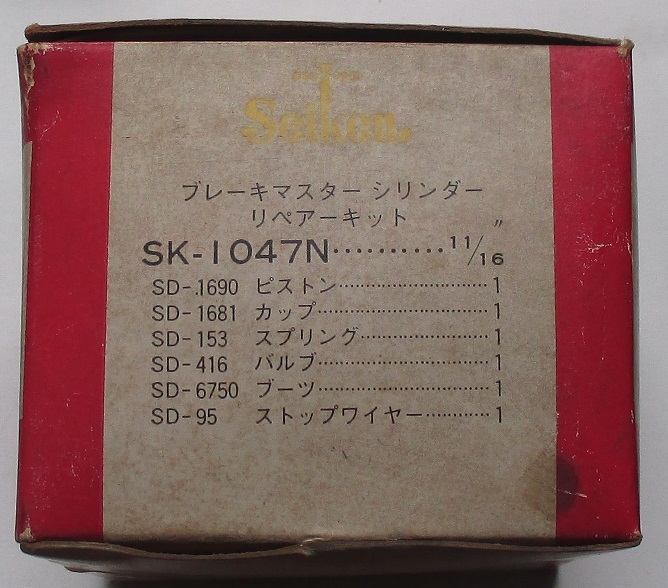 Seiken
ブレーキマスター シリンダー
リペアーキット
SK-1047N··········11/16″
SD-.1690 ピストン····························1
SD-1681 カップ································1
SD-153 スプリング························1
SD-416 バルブ································1
SD-6750 ブーツ································1
SD-95 ストップワイヤー············1